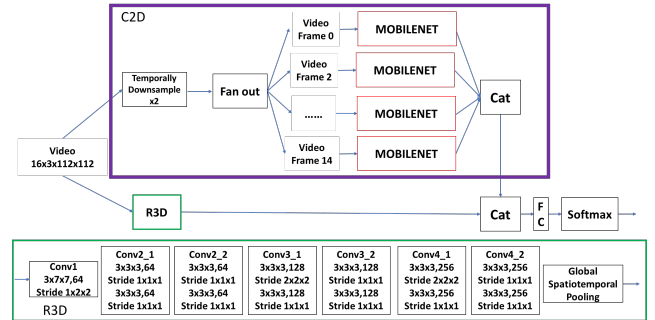 C2D
Video
Frame 0
MOBILENET
Video
Frame 2
MOBILENET
Temporally
Downsample
x2
Fan out
......
MOBILENET
Cat
Video
Frame 14
MOBILENET
Video
16x3x112x112
R3D
Cat
F
C
Softmax
Conv1
3x7x7,64
Stride 1x2x2
Conv2_1
3x3x3,64
Stride 1x1x1
3x3x3,64
Stride 1x1x1
Conv2_2
3x3x3,64
Stride 1x1x1
3x3x3,64
Stride 1x1x1
Conv3_1
3x3x3,128
Stride 2x2x2
3x3x3,128
Stride 1x1x1
Conv3_2
3x3x3,128
Stride 1x1x1
3x3x3,128
Stride 1x1x1
Conv4_1
3x3x3,256
Stride 2x2x2
3x3x3,256
Stride 1x1x1
Conv4_2
3x3x3,256
Stride 1x1x1
3x3x3,256
Stride 1x1x1
Global
Spatiotemporal
Pooling
R3D